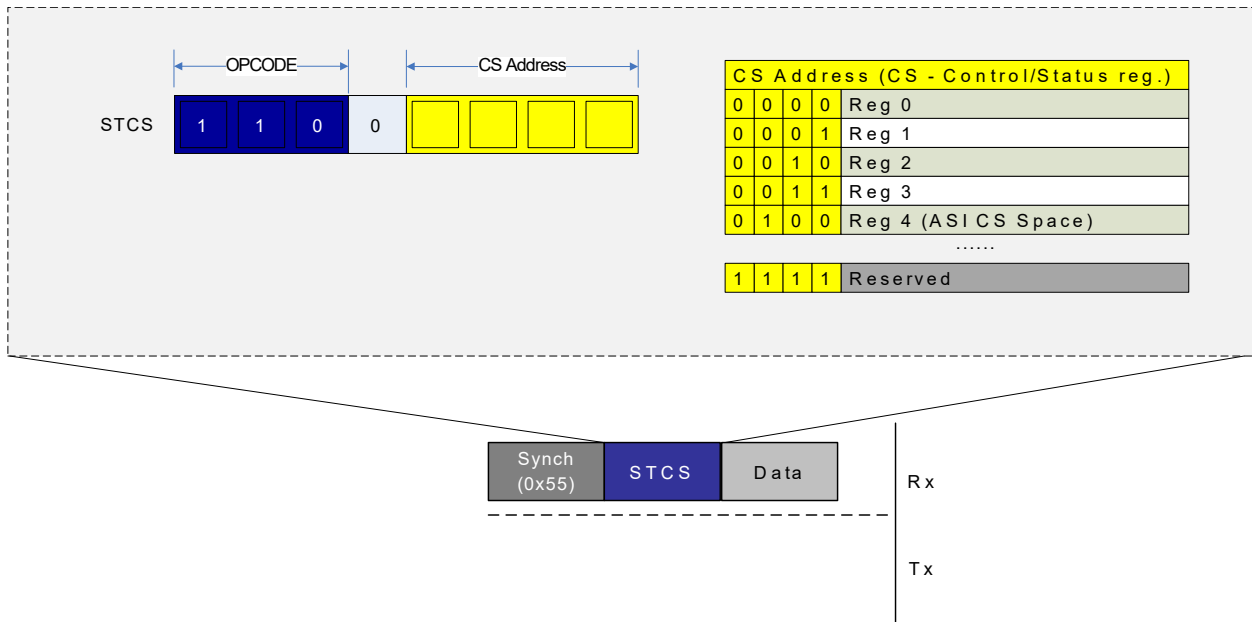 OPCODE CS Address
STCS 1 1 0 0
CS Address (CS - Control/Status reg.)
0 0 0 0 Reg 0
0 0 0 1 Reg 1
0 0 1 0 Reg 2
0 0 1 1 Reg 3
0 1 0 0 Reg 4 (ASI CS Space)
......
1 1 1 1 Reserved
Synch
(0x55)
STCS
Data
Rx
Tx